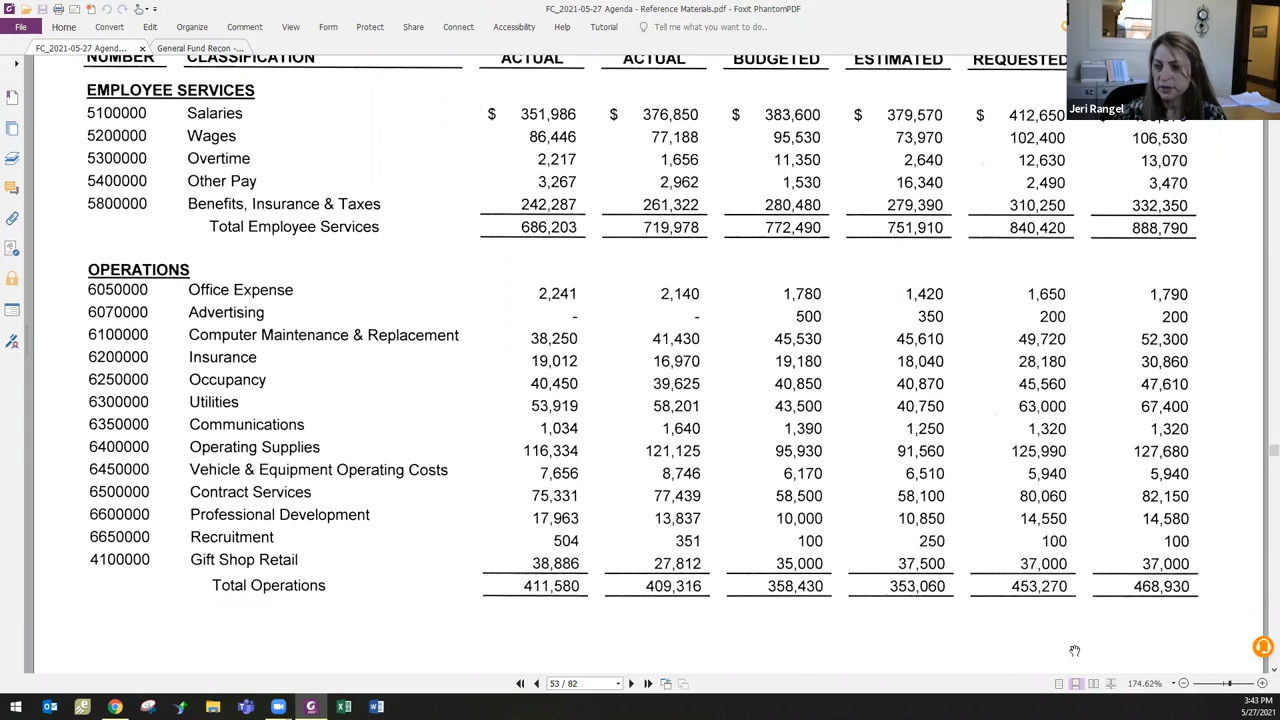 FC_2021-05-27 Agenda - Reference Materials.pdf - Foxit PhantomPDF
File Home Convert Organize Comment View Form Protect Connect Accessibility Help Tutorial Tell me what you want to do...
FC_2021-05-27 Agend... General Fund Recon -...
NUMBER CLASSIFICATION ACTUAL ACTUAL BUDGETED ESTIMATED REQUESTED
Jeri Rangel
EMPLOYEE SERVICES
5100000 Salaries $ 351,986 $ 376,850 $ 383,600 $ 379,570 $ 412,650
5200000 Wages 86,446 77,188 95,530 73,970 102,400 106,530
5300000 Overtime 2,217 1,656 11,350 2,640 12,630 13,070
5400000 Other Pay 3,267 2,962 1,530 16,340 2,490 3,470
5800000 Benefits, Insurance & Taxes 242,287 261,322 280,480 279,390 310,250 332,350
Total Employee Services 686,203 719,978 772,490 751,910 840,420 888,790
OPERATIONS
6050000 Office Expense 2,241 2,140 1,780 1,420 1,650 1,790
6070000 Advertising - - 500 350 200 200
6100000 Computer Maintenance & Replacement 38,250 41,430 45,530 45,610 49,720 52,300
6200000 Insurance 19,012 16,970 19,180 18,040 28,180 30,860
6250000 Occupancy 40,450 39,625 40,850 40,870 45,560 47,610
6300000 Utilities 53,919 58,201 43,500 40,750 63,000 67,400
6350000 Communications 1,034 1,640 1,390 1,250 1,320 1,320
6400000 Operating Supplies 116,334 121,125 95,930 91,560 125,990 127,680
6450000 Vehicle & Equipment Operating Costs 7,656 8,746 6,170 6,510 5,940 5,940
6500000 Contract Services 75,331 77,439 58,500 58,100 80,060 82,150
6600000 Professional Development 17,963 13,837 10,000 10,850 14,550 14,580
6650000 Recruitment 504 351 100 250 100 100
4100000 Gift Shop Retail 38,886 27,812 35,000 37,500 37,000 37,000
Total Operations 411,580 409,316 358,430 353,060 453,270 468,930
53 / 82 174.62%
3:43 PM
5/27/2021